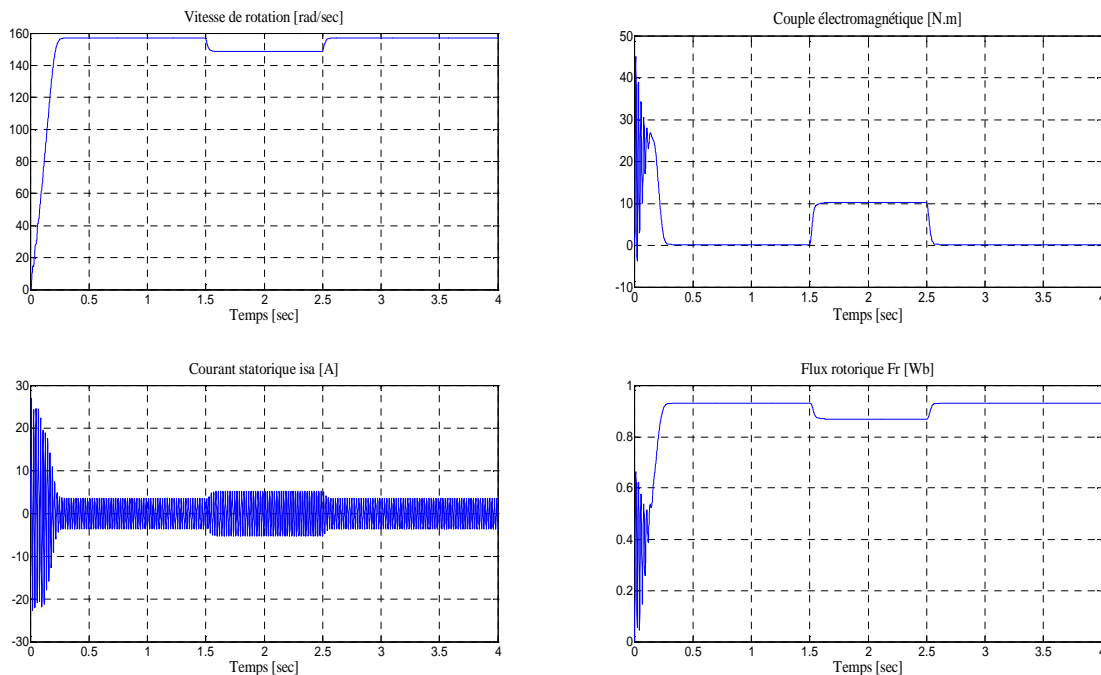 Vitesse de rotation [rad/sec]
160
140
120
100
80
60
40
20
0
0 0.5 1 1.5 2 2.5 3 3.5 4
Temps [sec]
Couple électromagnétique [N.m]
50
40
30
20
10
0
-10
0 0.5 1 1.5 2 2.5 3 3.5 4
Temps [sec]
Courant statorique isa [A]
30
20
10
0
-10
-20
-30
0 0.5 1 1.5 2 2.5 3 3.5 4
Temps [sec]
Flux rotorique Fr [Wb]
1
0.8
0.6
0.4
0.2
0
0 0.5 1 1.5 2 2.5 3 3.5 4
Temps [sec]